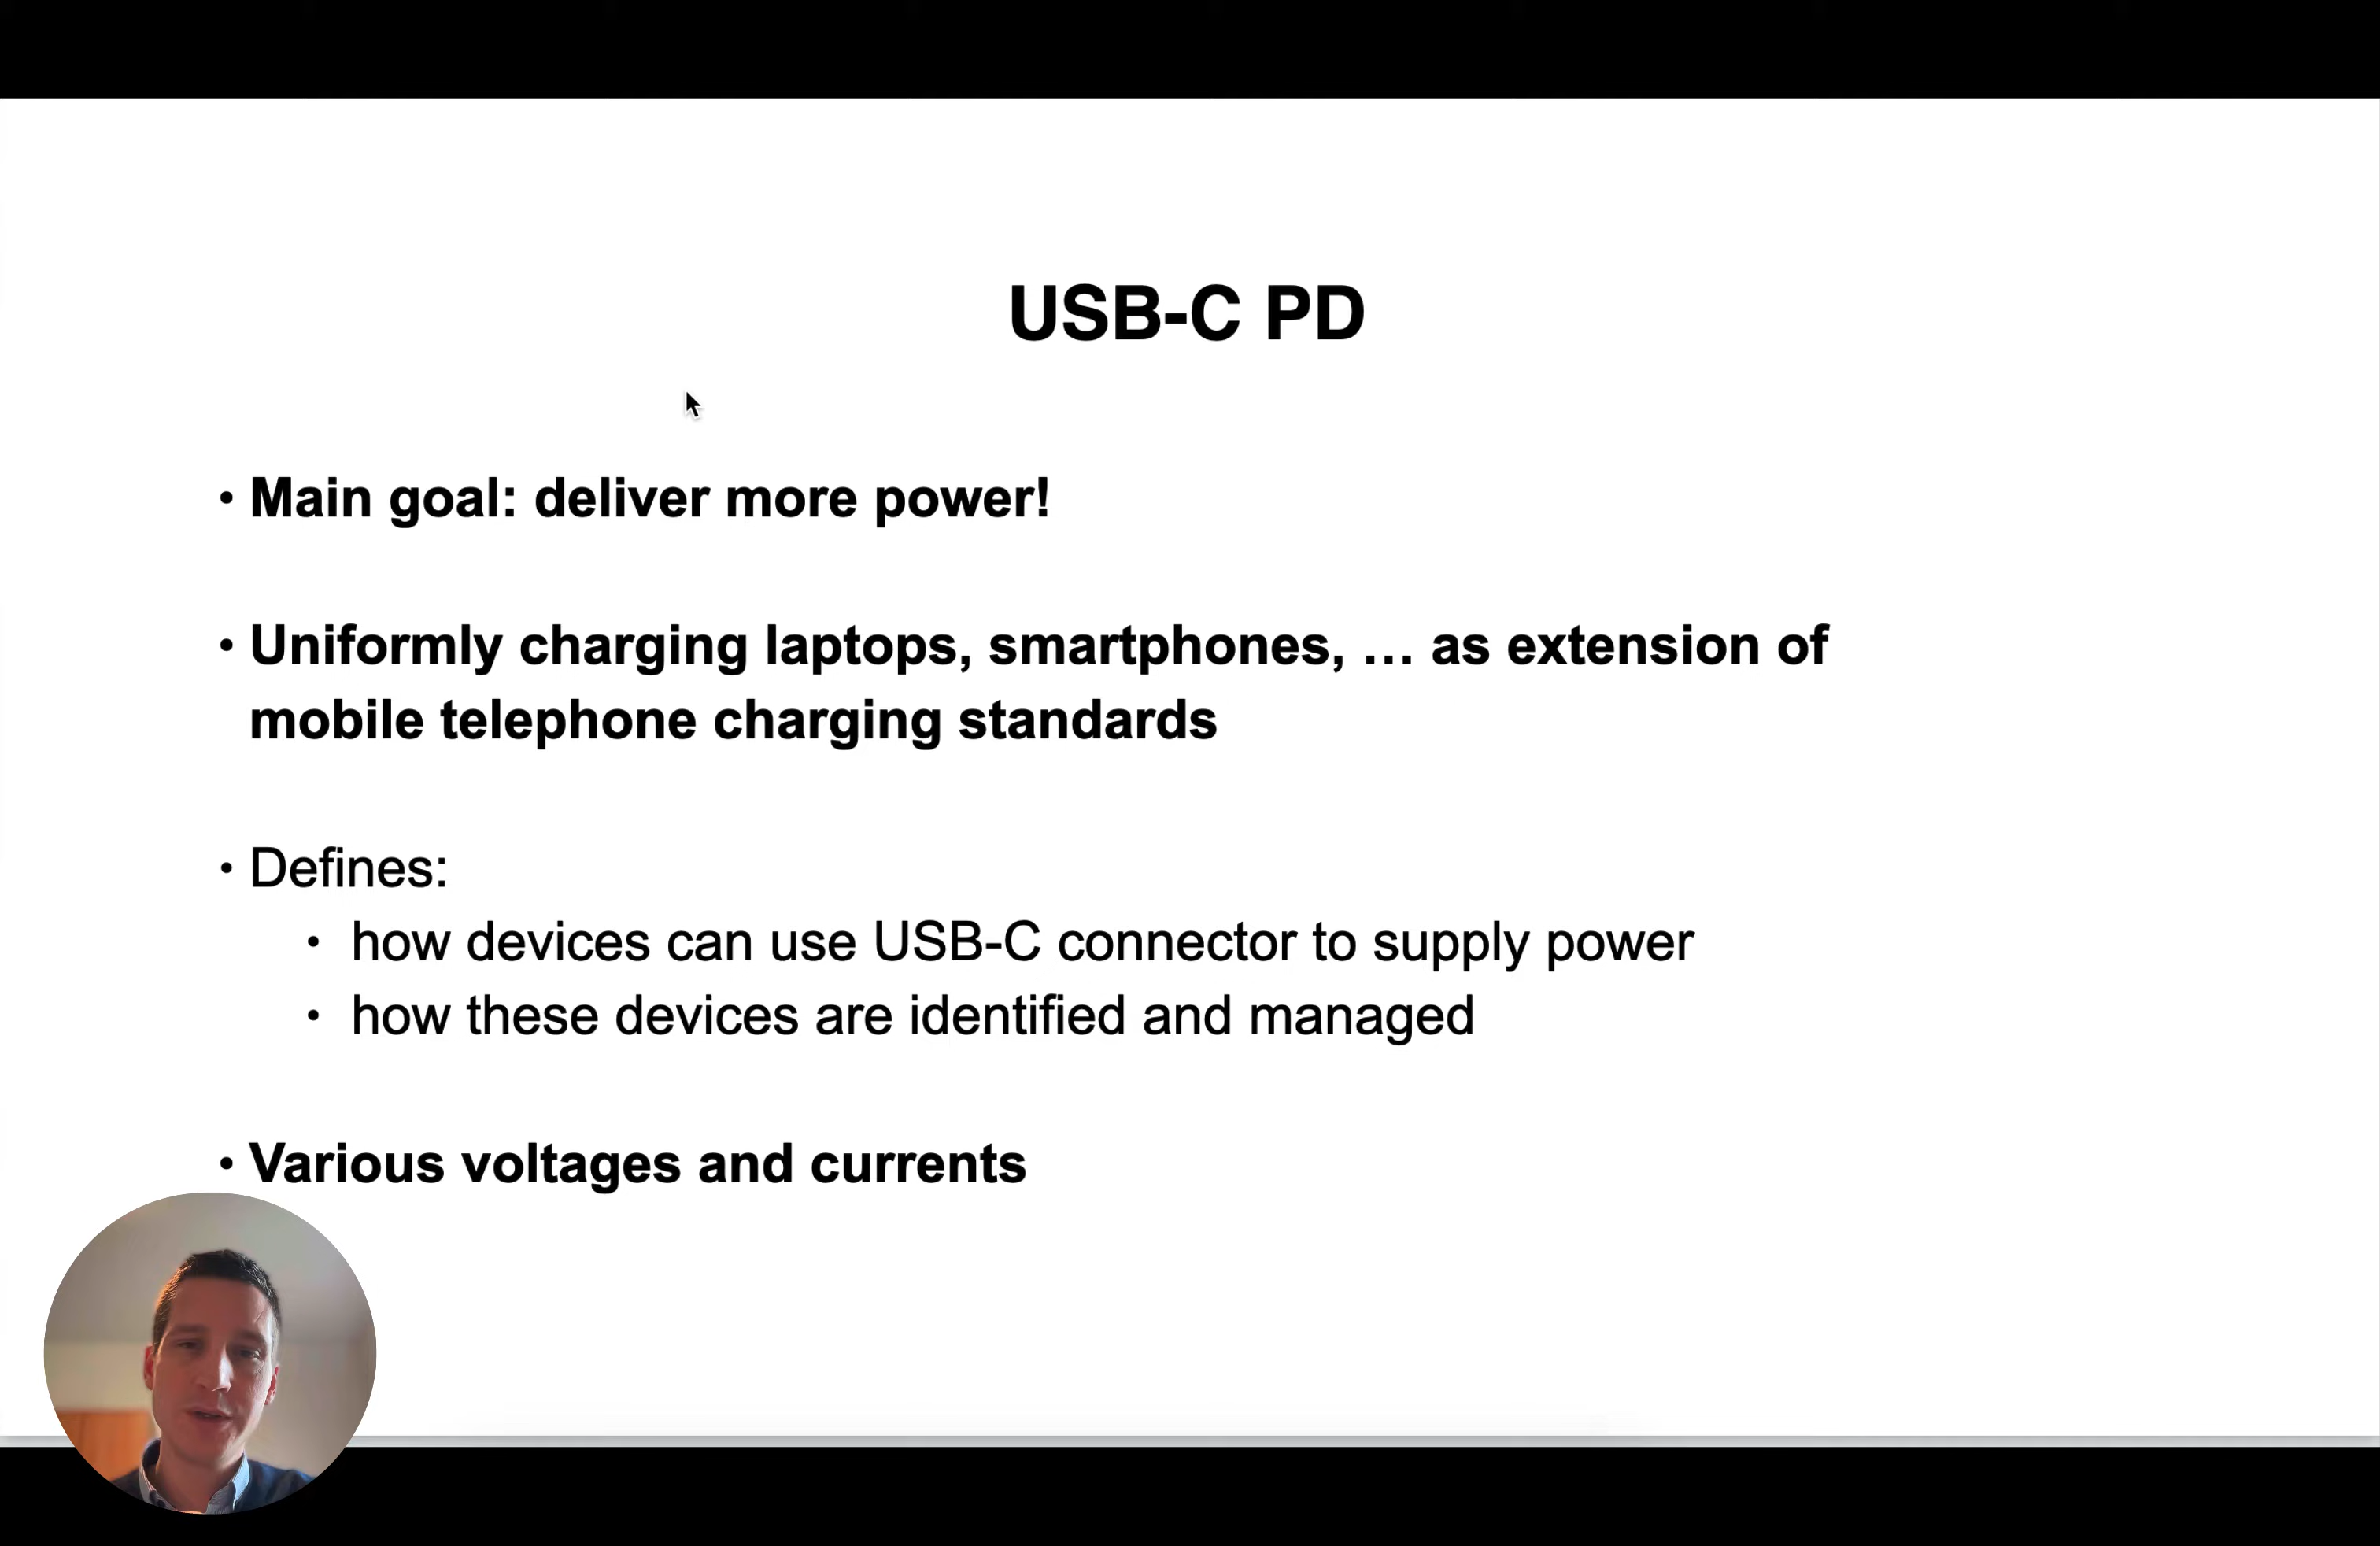 USB-C PD
• Main goal: deliver more power!
• Uniformly charging laptops, smartphones, … as extension of
mobile telephone charging standards
• Defines:
• how devices can use USB-C connector to supply power
• how these devices are identified and managed
• Various voltages and currents